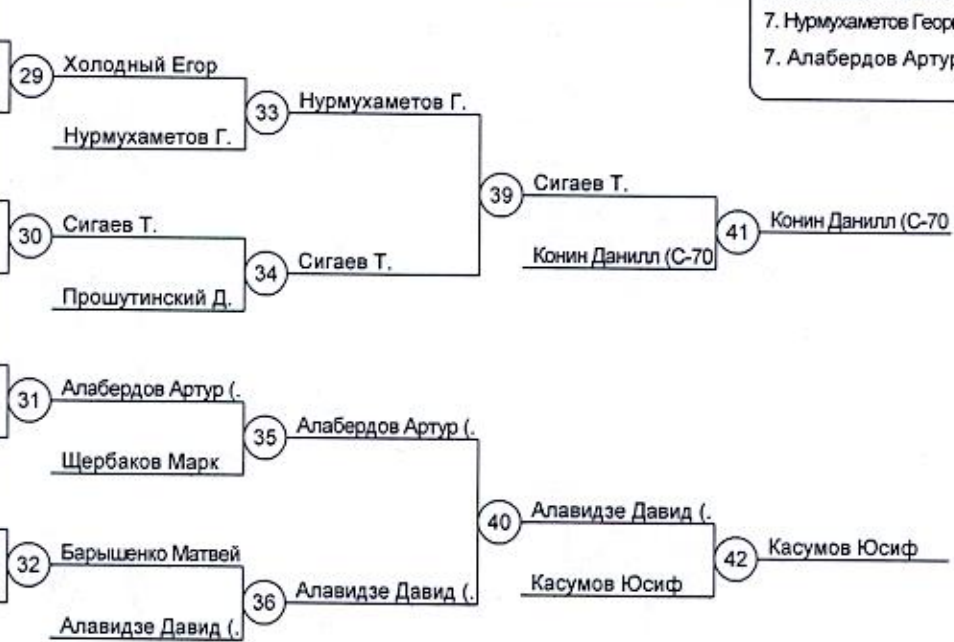 7. Нурмухаметов Геор
7. Алабердов Артур
29 Холодный Егор
Нурмухаметов Г.
33 Нурмухаметов Г.
30 Сигаев Т.
Прошутинский Д.
34 Сигаев Т.
39 Сигаев Т.
Конин Данилл (С-70
41 Конин Данилл (С-70
31 Алабердов Артур (.
Щербаков Марк
35 Алабердов Артур (.
32 Барышенко Матвей
Алавидзе Давид (.
36 Алавидзе Давид (.
40 Алавидзе Давид (.
Касумов Юсиф
42 Касумов Юсиф